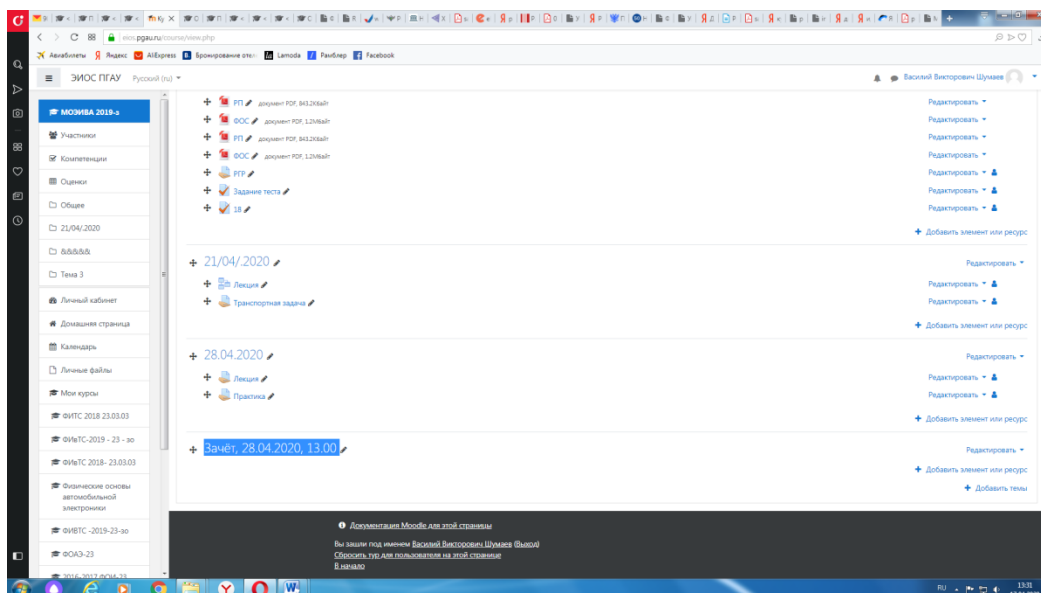 eios.pgau.ru/course/view.php
Авиабилеты Яндекс AliExpress Бронирование отел Lamoda Рамблер Facebook
ЭИОС ПГАУ Русский (ru)
Василий Викторович Шумаев
МОЭИВА 2019-з
Участники
Компетенции
Оценки
Общее
21/04/.2020
&&&&&
Тема 3
Личный кабинет
Домашняя страница
Календарь
Личные файлы
Мои курсы
ФИТС 2018 23.03.03
ФИвТС-2019 - 23 - зо
ФИвТС 2018- 23.03.03
Физические основы
автомобильной
электроники
ФИВТС -2019-23-зо
ФОАЭ-23
2016-2017 ФОИ-23
РП документ PDF, 843.2Кбайт Редактировать
ФОС документ PDF, 1.2Мбайт Редактировать
РП документ PDF, 843.2Кбайт Редактировать
ФОС документ PDF, 1.2Мбайт Редактировать
РГР Редактировать
Задание теста Редактировать
18 Редактировать
Добавить элемент или ресурс
21/04/.2020 Редактировать
Лекция Редактировать
Транспортная задача Редактировать
Добавить элемент или ресурс
28.04.2020 Редактировать
Лекция Редактировать
Практика Редактировать
Добавить элемент или ресурс
Зачёт, 28.04.2020, 13.00 Редактировать
Добавить элемент или ресурс
Добавить темы
Документация Moodle для этой страницы
Вы зашли под именем Василий Викторович Шумаев (Выход)
Сбросить тур для пользователя на этой странице
В начало
RU 13:31